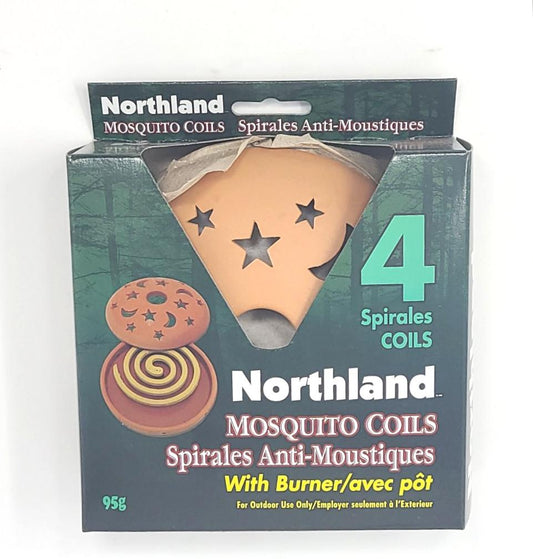 Northland
MOSQUITO COILS Spirales Anti-Moustiques
4
Spirales
COILS
Northland
MOSQUITO COILS
Spirales Anti-Moustiques
With Burner/avec pôt
95g
For Outdoor Use Only/Employer seulement à l'Exterieur